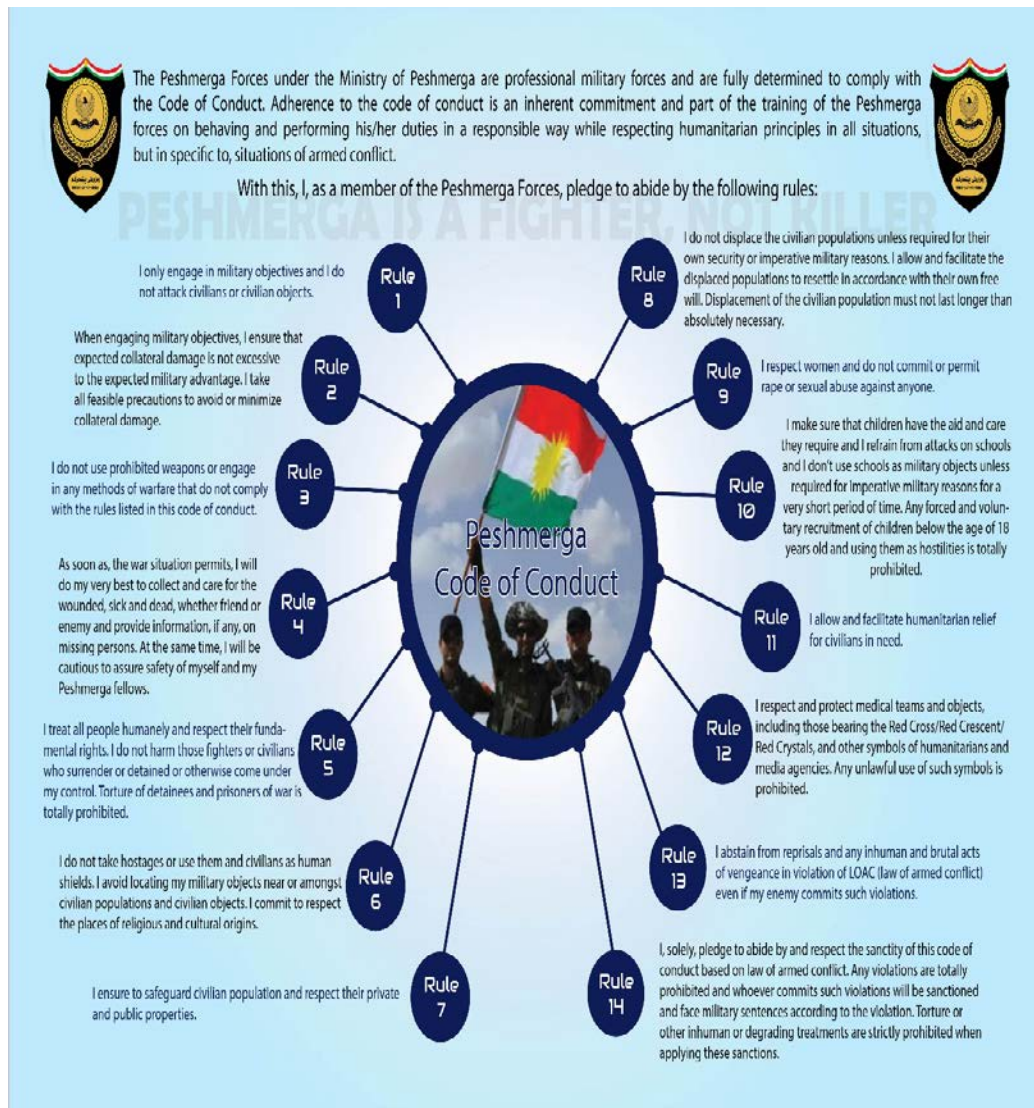 The Peshmerga Forces under the Ministry of Peshmerga are professional military forces and are fully determined to comply with
the Code of Conduct. Adherence to the code of conduct is an inherent commitment and part of the training of the Peshmerga
forces on behaving and performing his/her duties in a responsible way while respecting humanitarian principles in all situations,
but in specific to, situations of armed conflict.
With this, I, as a member of the Peshmerga Forces, pledge to abide by the following rules:
PESHMERGA IS A FIGHTER, NOT KILLER
Peshmerga
Code of Conduct
Rule
1
I only engage in military objectives and I do
not attack civilians or civilian objects.
Rule
2
When engaging military objectives, I ensure that
expected collateral damage is not excessive
to the expected military advantage. I take
all feasible precautions to avoid or minimize
collateral damage.
Rule
3
I do not use prohibited weapons or engage
in any methods of warfare that do not comply
with the rules listed in this code of conduct.
Rule
4
As soon as, the war situation permits, I will
do my very best to collect and care for the
wounded, sick and dead, whether friend or
enemy and provide information, if any, on
missing persons. At the same time, I will be
cautious to assure safety of myself and my
Peshmerga fellows.
Rule
5
I treat all people humanely and respect their funda-
mental rights. I do not harm those fighters or civilians
who surrender or detained or otherwise come under
my control. Torture of detainees and prisoners of war is
totally prohibited.
Rule
6
I do not take hostages or use them and civilians as human
shields. I avoid locating my military objects near or amongst
civilian populations and civilian objects. I commit to respect
the places of religious and cultural origins.
Rule
7
I ensure to safeguard civilian population and respect their private
and public properties.
Rule
8
I do not displace the civilian populations unless required for their
own security or imperative military reasons. I allow and facilitate the
displaced populations to resettle in accordance with their own free
will. Displacement of the civilian population must not last longer than
absolutely necessary.
Rule
9
I respect women and do not commit or permit
rape or sexual abuse against anyone.
Rule
10
I make sure that children have the aid and care
they require and I refrain from attacks on schools
and I don't use schools as military objects unless
required for imperative military reasons for a
very short period of time. Any forced and volun-
tary recruitment of children below the age of 18
years old and using them as hostilities is totally
prohibited.
Rule
11
I allow and facilitate humanitarian relief
for civilians in need.
Rule
12
I respect and protect medical teams and objects,
including those bearing the Red Cross/Red Crescent/
Red Crystals, and other symbols of humanitarians and
media agencies. Any unlawful use of such symbols is
prohibited.
Rule
13
I abstain from reprisals and any inhuman and brutal acts
of vengeance in violation of LOAC (law of armed conflict)
even if my enemy commits such violations.
Rule
14
I, solely, pledge to abide by and respect the sanctity of this code of
conduct based on law of armed conflict. Any violations are totally
prohibited and whoever commits such violations will be sanctioned
and face military sentences according to the violation. Torture or
other inhuman or degrading treatments are strictly prohibited when
applying these sanctions.